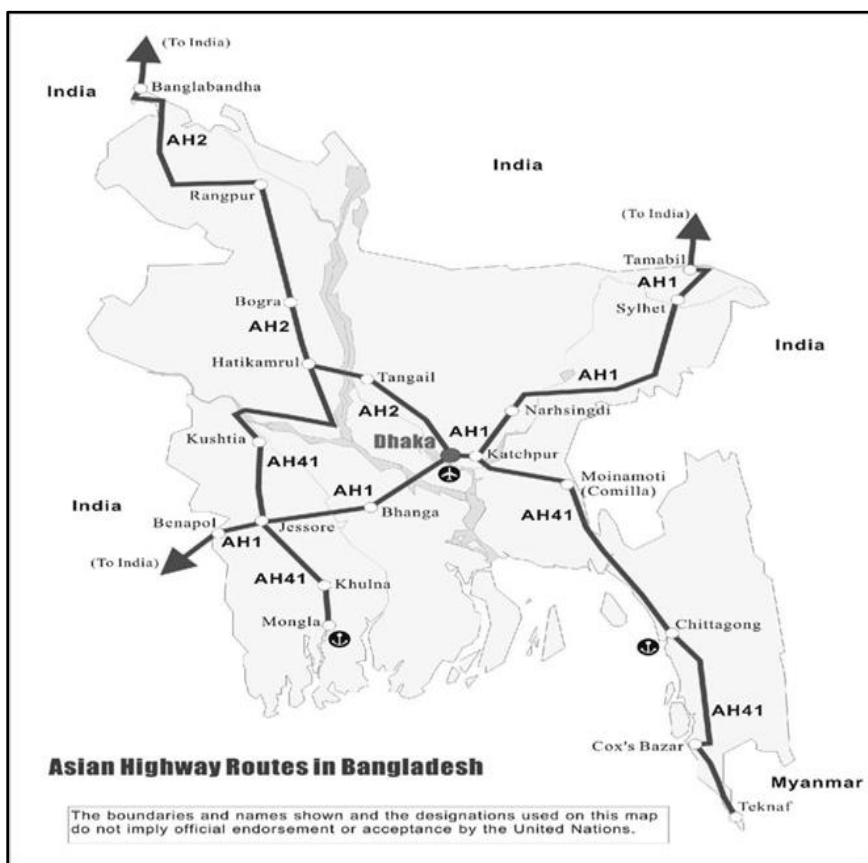 (To India)
India
Banglabandha
AH2
India
Rangpur
(To India)
Tamabil
AH1
Sylhet
Bogra
AH2
India
Hatikamrul
Tangail
AH1
AH2
Narhsingdi
Kushtia
Dhaka
AH1
Katchpur
AH41
Moinamoti
(Comilla)
AH1
India
Bhanga
AH41
Benapol
Jessore
AH1
(To India)
AH41
Khulna
Mongla
Chittagong
AH41
Cox's Bazar
Asian Highway Routes in Bangladesh
Myanmar
Teknaf
The boundaries and names shown and the designations used on this map
do not imply official endorsement or acceptance by the United Nations.